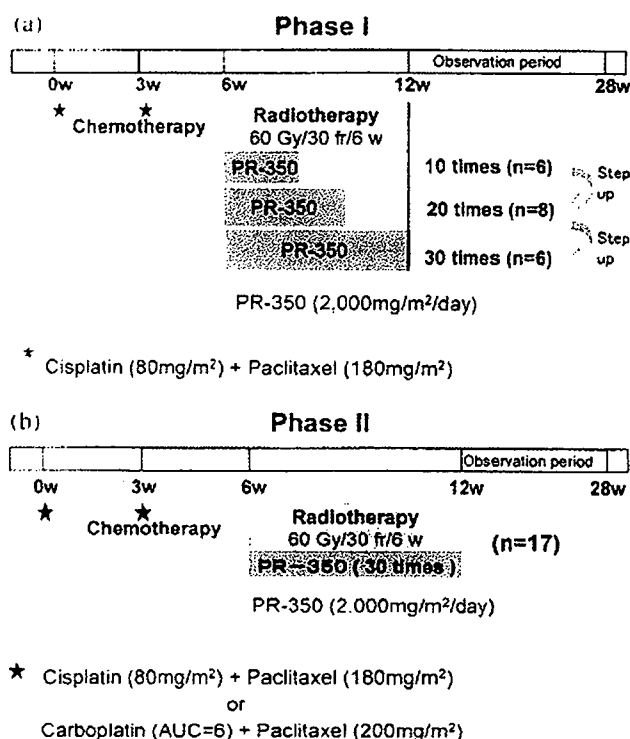 (a)
Phase I
Observation period
0w 3w 6w 12w 28w
★ ★
Chemotherapy
Radiotherapy
60 Gy/30 fr/6 w
PR-350 10 times (n=6)
Step up
PR-350 20 times (n=8)
Step up
PR-350 30 times (n=6)
PR-350 (2,000mg/m²/day)
★ Cisplatin (80mg/m²) + Paclitaxel (180mg/m²)
(b)
Phase II
Observation period
0w 3w 6w 12w 28w
★ ★
Chemotherapy
Radiotherapy
60 Gy/30 fr/6 w
(n=17)
PR-350 (30 times)
PR-350 (2.000mg/m²/day)
★ Cisplatin (80mg/m²) + Paclitaxel (180mg/m²)
or
Carboplatin (AUC=6) + Paclitaxel (200mg/m²)